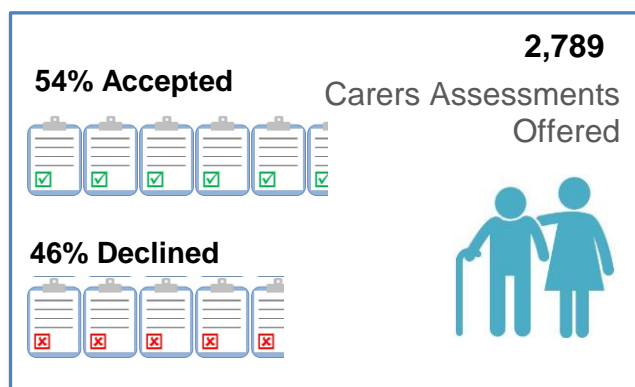 2,789
54% Accepted
Carers Assessments
Offered
46% Declined